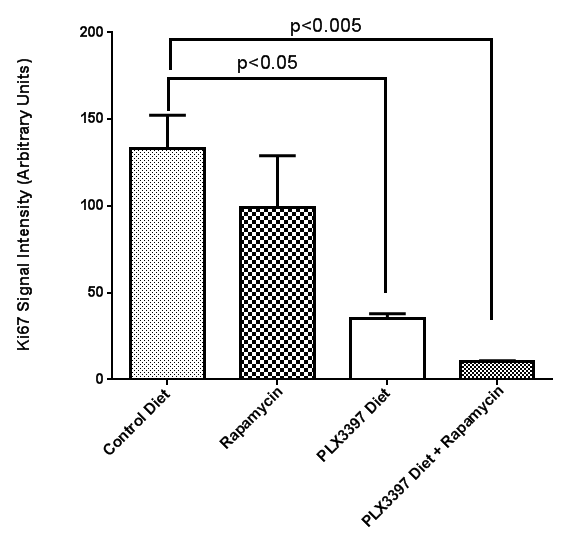 p<0.005
p<0.05
Ki67 Signal Intensity (Arbitrary Units)
200
150
100
50
0
Control Diet
Rapamycin
PLX3397 Diet
PLX3397 Diet + Rapamycin